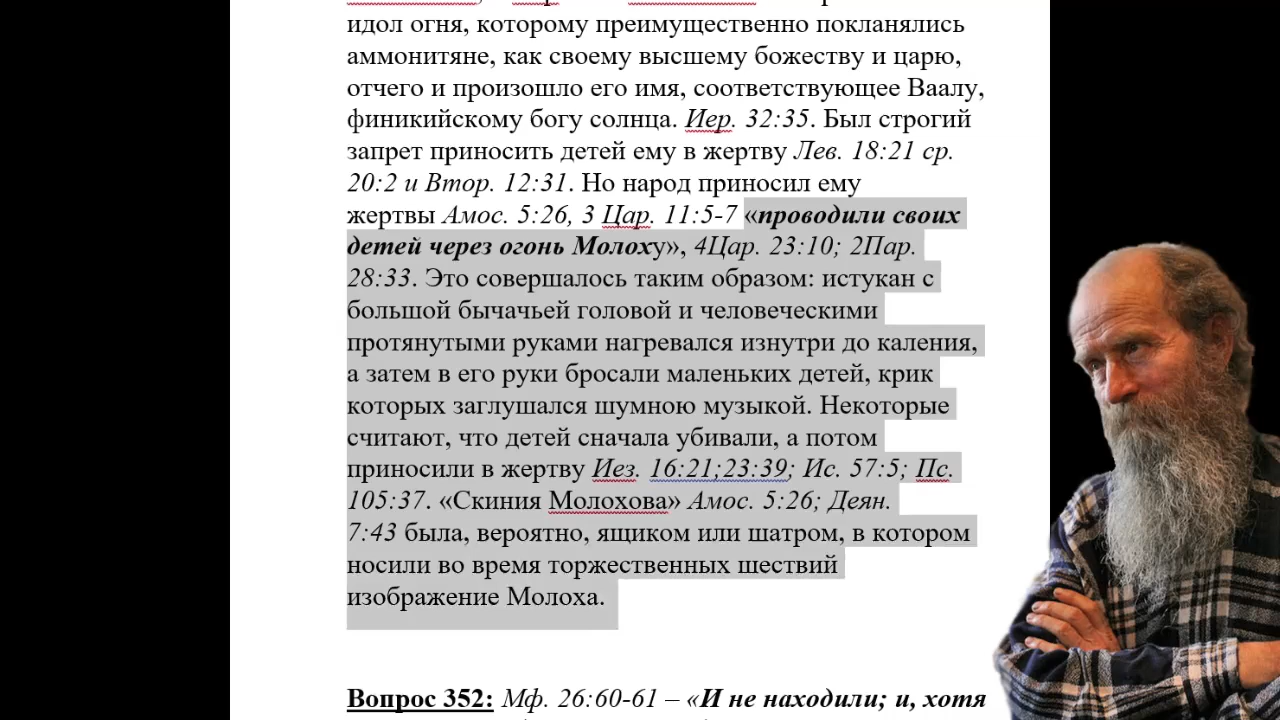 идол огня, которому преимущественно покланялись
аммонитяне, как своему высшему божеству и царю,
отчего и произошло его имя, соответствующее Ваалу,
финикийскому богу солнца. Иер. 32:35. Был строгий
запрет приносить детей ему в жертву Лев. 18:21 ср.
20:2 и Втор. 12:31. Но народ приносил ему
жертвы Амос. 5:26, 3 Цар. 11:5-7 «проводили своих
детей через огонь Молоху», 4Цар. 23:10; 2Пар.
28:33. Это совершалось таким образом: истукан с
большой бычачьей головой и человеческими
протянутыми руками нагревался изнутри до каления,
а затем в его руки бросали маленьких детей, крик
которых заглушался шумною музыкой. Некоторые
считают, что детей сначала убивали, а потом
приносили в жертву Иез. 16:21;23:39; Ис. 57:5; Пс.
105:37. «Скиния Молохова» Амос. 5:26; Деян.
7:43 была, вероятно, ящиком или шатром, в котором
носили во время торжественных шествий
изображение Молоха.
Вопрос 352: Мф. 26:60-61 – «И не находили; и, хотя